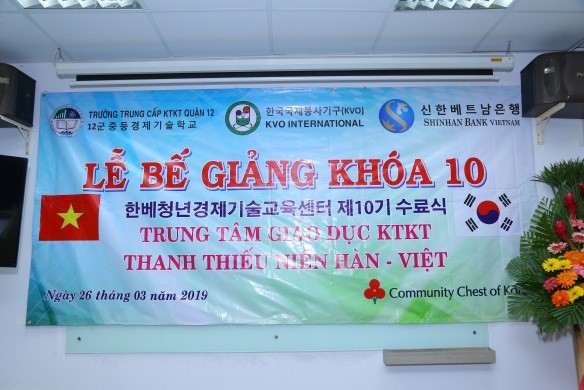 TRƯỜNG TRUNG CẤP KTKT QUẬN 12
12군 중등경제기술학교
한국국제봉사기구(KVO)
KVO INTERNATIONAL
신한베트남은행
SHINHAN BANK VIETNAM
LỄ BẾ GIẢNG KHÓA 10
한베청년경제기술교육센터 제10기 수료식
TRUNG TÂM GIÁO DỤC KTKT
THANH THIẾU NIÊN HÀN - VIỆT
Ngày 26 tháng 03 năm 2019
Community Chest of Kor